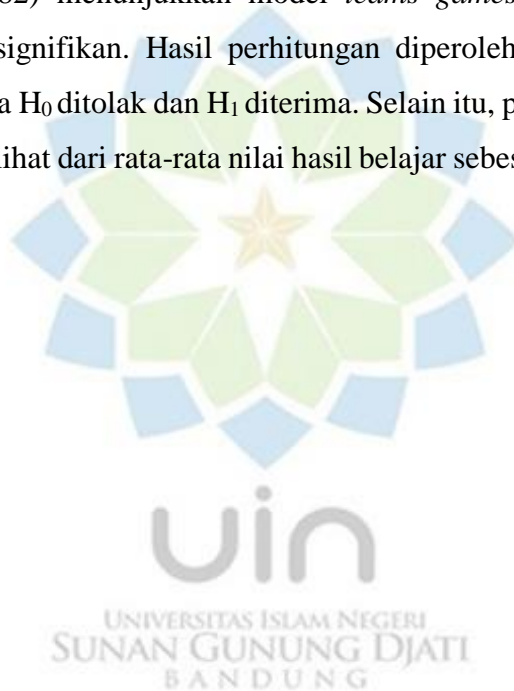 82) menunjukkan model teams games
signifikan. Hasil perhitungan diperoleh
a H₀ ditolak dan H₁ diterima. Selain itu, p
lihat dari rata-rata nilai hasil belajar sebes
uin
UNIVERSITAS ISLAM NEGERI
SUNAN GUNUNG DJATI
BANDUNG